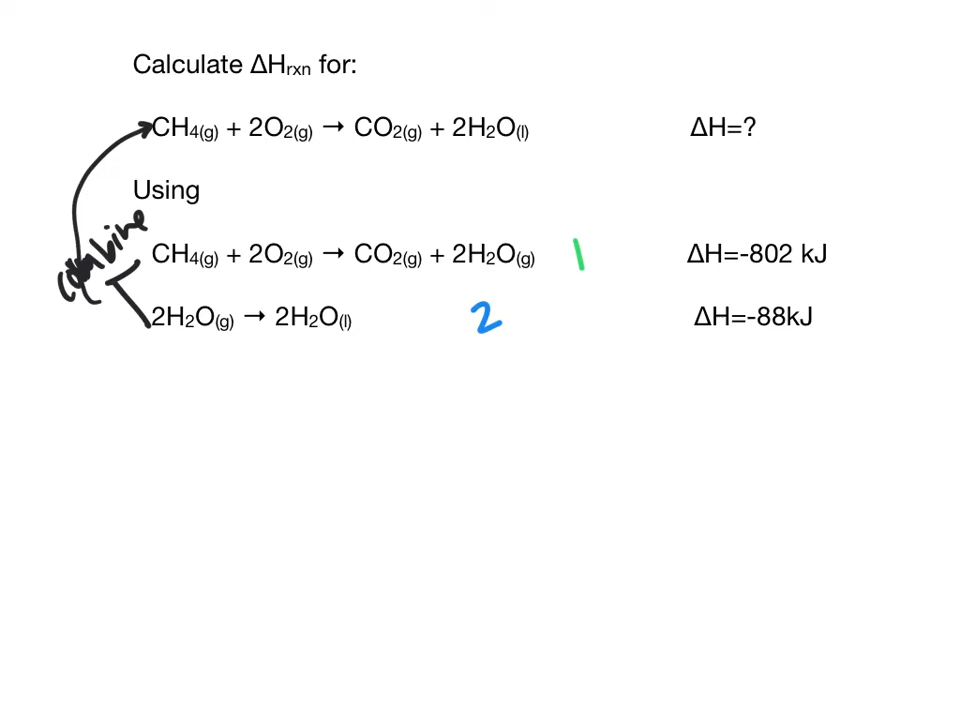 Calculate ΔHrxn for:
CH4(g) + 2O2(g) → CO2(g) + 2H2O(l) ΔH=?
Using
combine
CH4(g) + 2O2(g) → CO2(g) + 2H2O(g) 1 ΔH=-802 kJ
2H2O(g) → 2H2O(l) 2 ΔH=-88kJ